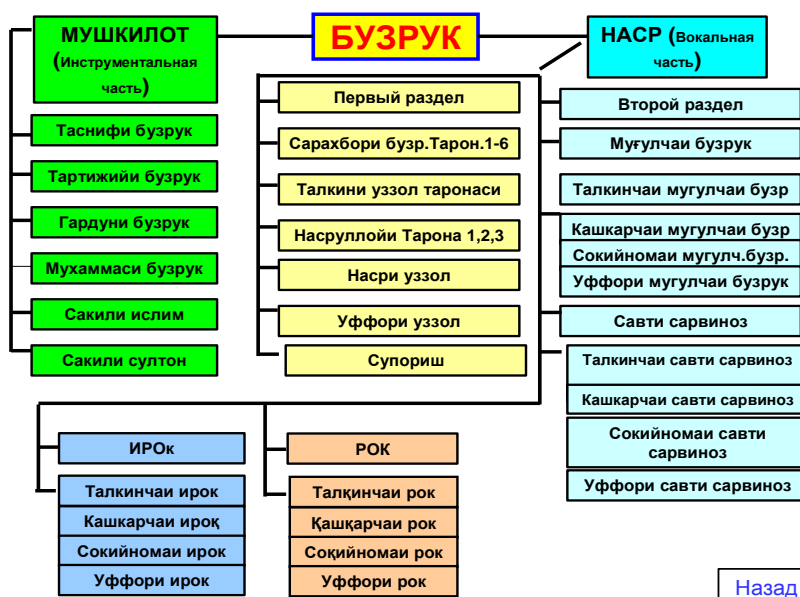 БУЗРУК
МУШКИЛОТ
(Инструментальная
часть)
Таснифи бузрук
Тартижийи бузрук
Гардуни бузрук
Мухаммаси бузрук
Сакили ислим
Сакили султон
Первый раздел
Сарахбори бузр.Тарон.1-6
Талкини уззол таронаси
Насруллойи Тарона 1,2,3
Насри уззол
Уффори уззол
Супориш
НАСР (Вокальная
часть)
Второй раздел
Муғулчаи бузрук
Талкинчаи мугулчаи бузр
Кашкарчаи мугулчаи бузр
Сокийномаи мугулч.бузр.
Уффори мугулчаи бузрук
Савти сарвиноз
Талкинчаи савти сарвиноз
Кашкарчаи савти сарвиноз
Сокийномаи савти
сарвиноз
Уффори савти сарвиноз
ИРОк
Талкинчаи ирок
Кашкарчаи ироқ
Сокийномаи ирок
Уффори ирок
РОК
Талқинчаи рок
Қашқарчаи рок
Соқийномаи рок
Уффори рок
Назад